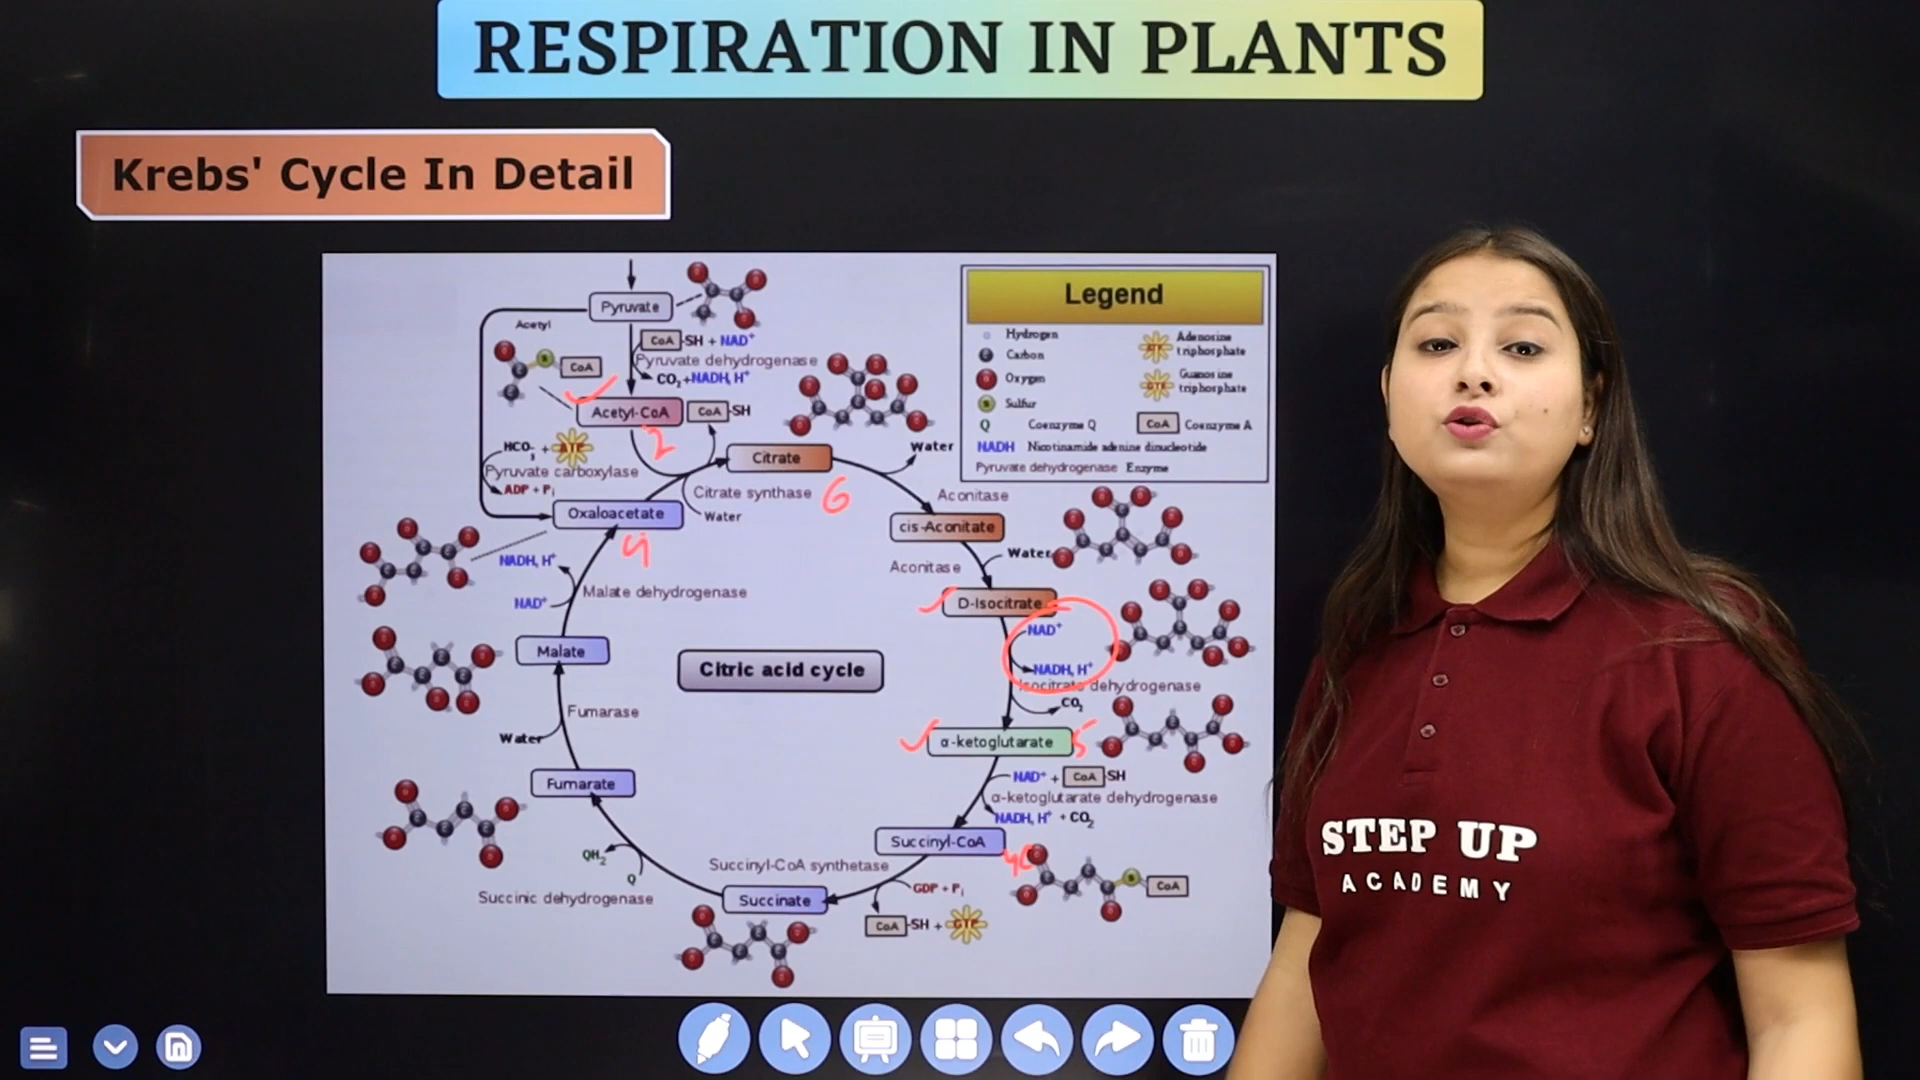 RESPIRATION IN PLANTS
Krebs' Cycle In Detail
Pyruvate
Acetyl
CoA-SH + NAD⁺
Pyruvate dehydrogenase
CO₂+NADH, H⁺
S CoA
Acetyl-CoA CoA-SH
2
HCO₃⁻ + ATP
Pyruvate carboxylase
ADP + Pᵢ
Citrate
Water
Citrate synthase 6
Water
Oxaloacetate
4
Aconitase
cis-Aconitate
Water
Aconitase
D-Isocitrate
NAD⁺
NADH, H⁺
Isocitrate dehydrogenase
CO₂
α-ketoglutarate 5
NAD⁺ + CoA-SH
α-ketoglutarate dehydrogenase
NADH, H⁺ + CO₂
Succinyl-CoA
4C
S CoA
Succinyl-CoA synthetase
GDP + Pᵢ
CoA-SH + GTP
Succinate
QH₂
Q
Succinic dehydrogenase
Fumarate
Water
Fumarase
Malate
NAD⁺
Malate dehydrogenase
NADH, H⁺
Citric acid cycle
Legend
Hydrogen
C Carbon
O Oxygen
S Sulfur
Q Coenzyme Q
ATP Adenosine triphosphate
GTP Guanosine triphosphate
CoA Coenzyme A
NADH Nicotinamide adenine dinucleotide
Pyruvate dehydrogenase Enzyme
STEP UP
ACADEMY